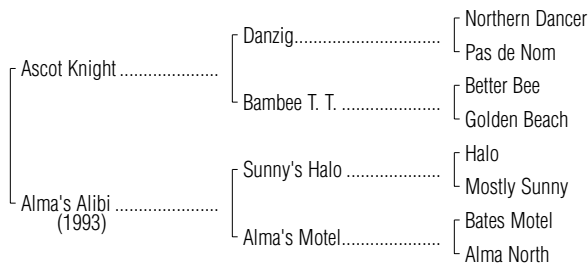 Northern Dancer
Danzig
Pas de Nom
Ascot Knight
Better Bee
Bambee T. T.
Golden Beach
Halo
Sunny's Halo
Mostly Sunny
Alma's Alibi
(1993)
Bates Motel
Alma's Motel
Alma North